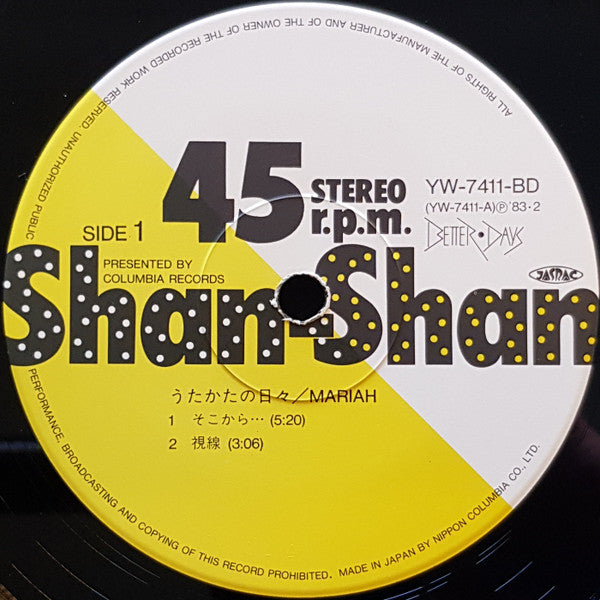 ALL RIGHTS OF THE MANUFACTURER AND OF THE OWNER OF THE RECORDED WORK RESERVED. UNAUTHORIZED PUBLIC PERFORMANCE, BROADCASTING AND COPYING OF THIS RECORD PROHIBITED. MADE IN JAPAN BY NIPPON COLUMBIA CO., LTD.
45 STEREO r.p.m.
YW-7411-BD
(YW-7411-A)Ⓟ'83・2
BETTER・DAYS
SIDE 1
PRESENTED BY
COLUMBIA RECORDS
JASRAC
Shan-Shan
うたかたの日々/MARIAH
1 そこから… (5:20)
2 視線 (3:06)